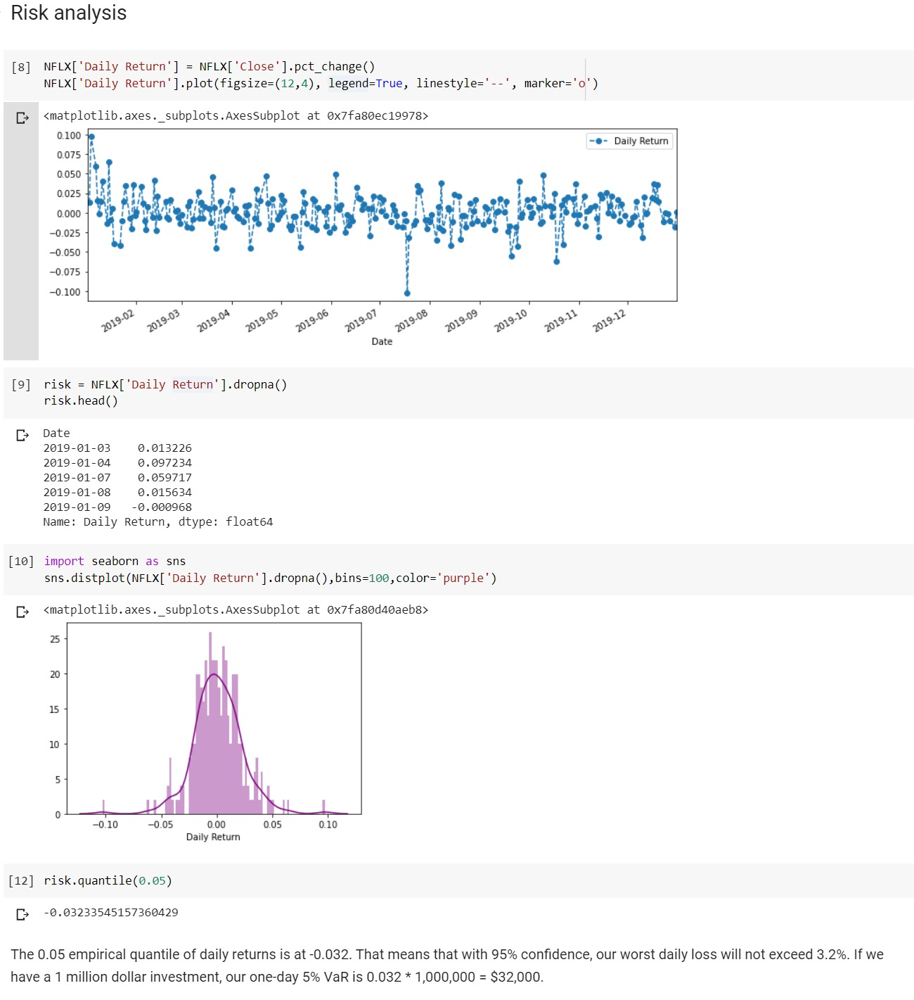 Risk analysis
[8] NFLX['Daily Return'] = NFLX['Close'].pct_change()
NFLX['Daily Return'].plot(figsize=(12,4), legend=True, linestyle='--', marker='o')
<matplotlib.axes._subplots.AxesSubplot at 0x7fa80ec19978>
Daily Return
0.100
0.075
0.050
0.025
0.000
−0.025
−0.050
−0.075
−0.100
2019-02 2019-03 2019-04 2019-05 2019-06 2019-07 2019-08 2019-09 2019-10 2019-11 2019-12
Date
[9] risk = NFLX['Daily Return'].dropna()
risk.head()
Date
2019-01-03 0.013226
2019-01-04 0.097234
2019-01-07 0.059717
2019-01-08 0.015634
2019-01-09 -0.000968
Name: Daily Return, dtype: float64
[10] import seaborn as sns
sns.distplot(NFLX['Daily Return'].dropna(),bins=100,color='purple')
<matplotlib.axes._subplots.AxesSubplot at 0x7fa80d40aeb8>
25
20
15
10
5
0
−0.10 −0.05 0.00 0.05 0.10
Daily Return
[12] risk.quantile(0.05)
-0.03233545157360429
The 0.05 empirical quantile of daily returns is at -0.032. That means that with 95% confidence, our worst daily loss will not exceed 3.2%. If we
have a 1 million dollar investment, our one-day 5% VaR is 0.032 * 1,000,000 = $32,000.